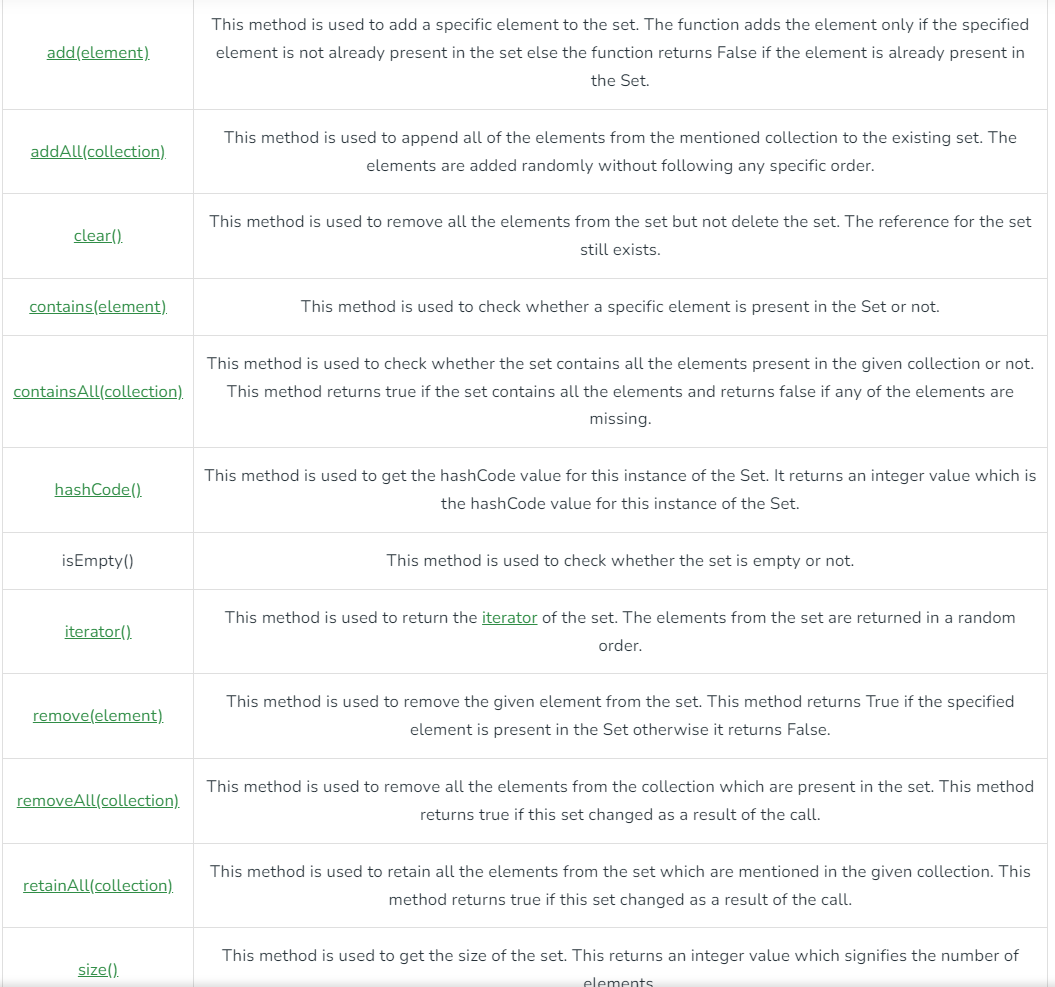 This method is used to add a specific element to the set. The function adds the element only if the specified
add(element)
element is not already present in the set else the function returns False if the element is already present in
the Set.
This method is used to append all of the elements from the mentioned collection to the existing set. The
addAll(collection)
elements are added randomly without following any specific order.
This method is used to remove all the elements from the set but not delete the set. The reference for the set
clear()
still exists.
contains(element)
This method is used to check whether a specific element is present in the Set or not.
This method is used to check whether the set contains all the elements present in the given collection or not.
containsAll(collection)
This method returns true if the set contains all the elements and returns false if any of the elements are
missing.
This method is used to get the hashCode value for this instance of the Set. It returns an integer value which is
hashCode()
the hashCode value for this instance of the Set.
isEmpty()
This method is used to check whether the set is empty or not.
This method is used to return the iterator of the set. The elements from the set are returned in a random
iterator()
order.
This method is used to remove the given element from the set. This method returns True if the specified
remove(element)
element is present in the Set otherwise it returns False.
This method is used to remove all the elements from the collection which are present in the set. This method
removeAll(collection)
returns true if this set changed as a result of the call.
This method is used to retain all the elements from the set which are mentioned in the given collection. This
retainAll(collection)
method returns true if this set changed as a result of the call.
This method is used to get the size of the set. This returns an integer value which signifies the number of
size()
elements